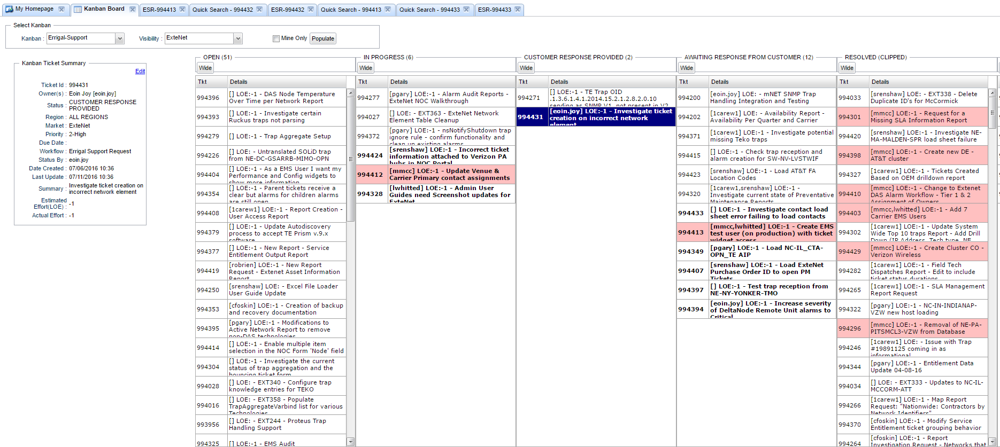 My Homepage
Kanban Board
ESR-994413
Quick Search - 994432
ESR-994432
Quick Search - 994413
Quick Search - 994433
ESR-994433
Select Kanban
Kanban : Errigal-Support
Visibility : ExteNet
Mine Only
Populate
Kanban Ticket Summary
Edit
Ticket Id : 994431
Owner(s) : Eoin Joy [eoin.joy]
Status : CUSTOMER RESPONSE
PROVIDED
Region : ALL REGIONS
Market : ExteNet
Priority : 2-High
Due Date :
Workflow : Errigal Support Request
Status By : eoin.joy
Date Created : 07/06/2016 10:36
Last Update : 07/11/2016 10:36
Summary : Investigate ticket creation on
incorrect network element
Estimated
Effort(LOE) : -1
Actual Effort : -1
OPEN (51)
Wide
Tkt Details
994396 [] LOE:-1 - DAS Node Temperature
Over Time per Network Report
994393 [] LOE:-1 - Investigate certain
Ruckus traps not parsing
994279 [] LOE:-1 - Trap Aggregate Setup
994226 [] LOE:-1 - Untranslated SOLiD trap
from NE-DC-GSARRB-MIMO-OPN
994404 [] LOE:-1 - As a EMS User I want my
Performance and Config widgets to
show more information
994354 [] LOE:-1 - Parent tickets receive a
clear but alarms for children alarms
are still open
994408 [1carew1] LOE:-1 - Report Creation -
User Access Report
994379 [] LOE:-1 - Update Autodiscovery
process to accept TE Prism v.9.x
software
994377 [] LOE:-1 - New Report - Service
Entitlement Output Report
994419 [robrien] LOE:-1 - New Report
Request - Extenet Asset Information
Report
994250 [srenshaw] LOE: - Excel File Loader
User Guide Update
994353 [cfoskin] LOE:-1 - Creation of backup
and recovery documentation
994395 [pgary] LOE:-1 - Modifications to
Active Network Report to remove
non-DAS technologies
994414 [] LOE:-1 - Enable multiple item
selection in the NOC Form 'Node' field
994304 [] LOE:-1 - Investigate the current
status of trap aggregation and the
bouncing ticket form
994028 [] LOE: - EXT340 - Configure trap
knowledge entries for TEKO
994016 [] LOE: - EXT358 - Populate
TrapAggregateVarbind list for various
Technologies
993956 [] LOE: - EXT244 - Proteus Trap
Handling Support
994325 [] LOE:-1 - EMS Audit
IN PROGRESS (6)
Wide
Tkt Details
994277 [pgary] LOE:-1 - Alarm Audit Reports -
ExteNet NOC Walkthrough
994027 [] LOE: - EXT363 - ExteNet Network
Element Table Cleanup
994372 [pgary] LOE:-1 - nsNotifyShutdown trap
ignore rule - confirm functionality and
clean up existing alarms
994424 [srenshaw] LOE:-1 - Incorrect ticket
information attached to Verizon PA
hubs in NOC Portal
994412 [mmcc] LOE:-1 - Update Venue &
Carrier Primary contact assignments
994328 [lwhitted] LOE:-1 - Admin User
Guides need Screenshot updates for
ExteNet
CUSTOMER RESPONSE PROVIDED (2)
Wide
Tkt Details
994271 [] LOE:-1 - TE Trap OID
.1.3.6.1.4.1.2014.15.2.1.2.8.2.0.10
sending as SNMP V1, not present in V2
994431 [eoin.joy] LOE:-1 - Investigate ticket
creation on incorrect network
element
AWAITING RESPONSE FROM CUSTOMER (12)
Wide
Tkt Details
994200 [eoin.joy] LOE: - mNET SNMP Trap
Handling Integration and Testing
994202 [1carew1] LOE: - Availability Report -
Availability Per Quarter and Carrier
994371 [1carew1] LOE:-1 - Investigate potential
missing Teko traps
994415 [] LOE:-1 - Check trap reception and
alarm creation for SW-NV-LVSTWIF
994423 [srenshaw] LOE:-1 - Load AT&T FA
Location Codes
994320 [1carew1,srenshaw] LOE:-1 -
Investigate current state of Preventative
Maintenance Reports
994433 [] LOE:-1 - Investigate contact load
sheet error failing to load contacts
994413 [mmcc,lwhitted] LOE:-1 - Create EMS
test user (on production) with ticket
widget access
994349 [pgary] LOE:-1 - Load NC-IL_CTA-
OPN_TE AIP
994407 [srenshaw] LOE:-1 - Load ExteNet
Purchase Order ID to open PM
Tickets
994397 [] LOE:-1 - Test trap reception from
NE-NY-YONKER-TMO
994394 [eoin.joy] LOE:-1 - Increase severity
of DeltaNode Remote Unit alarms to
Critical
RESOLVED (CLIPPED)
Wide
Tkt Details
994033 [srenshaw] LOE: - EXT338 - Delete
Duplicate ID's for McCormick
994301 [mmcc] LOE:-1 - Request for a
Missing SLA Information Report
994420 [srenshaw] LOE:-1 - Investigate NE-
MA-MALDEN-SPR load sheet failure
994398 [mmcc] LOE:-1 - Create new DE -
AT&T cluster
994327 [1carew1] LOE:-1 - Tickets Created
Based on OEM drilldown report
994410 [mmcc] LOE:-1 - Change to Extenet
DAS Alarm Workflow - Tier 1 & 2
Assignment of Owners
994403 [mmcc,lwhitted] LOE:-1 - Add 7
Carrier EMS Users
994302 [1carew1] LOE:-1 - Update System
Wide Top 10 traps Report - Add Drill
Down (IP Address, Tech type, NE
994429 [mmcc] LOE:-1 - Create Cluster CO -
Verizon Wireless
994282 [1carew1] LOE:-1 - Field Tech
Dispatches Report - Edit to include
ticket status durations
994265 [1carew1] LOE:-1 - SLA Management
Report Request
994322 [pgary] LOE:-1 - NC-IN-INDIANAP-
VZW new host loading
994296 [mmcc] LOE:-1 - Removal of NE-PA-
PITSMCL3-VZW from Database
994246 [1carew1] LOE: - Issue with Trap
#19891125 coming in as
informational
994344 [pgary] LOE:-1 - Entitlement Data
Update 04-08-16
994034 [] LOE: - EXT333 - Updates to NC-IL-
MCCORM-ATT
994266 [1carew1] LOE:-1 - Map Report
Request: "Nationwide: Contractors by
Network Identifiers"
994370 [cfoskin] LOE:-1 - Modify Service
Entitlement ticket grouping behavior
994264 [cfoskin] LOE:-1 - Report
Investigation Request - Networks that